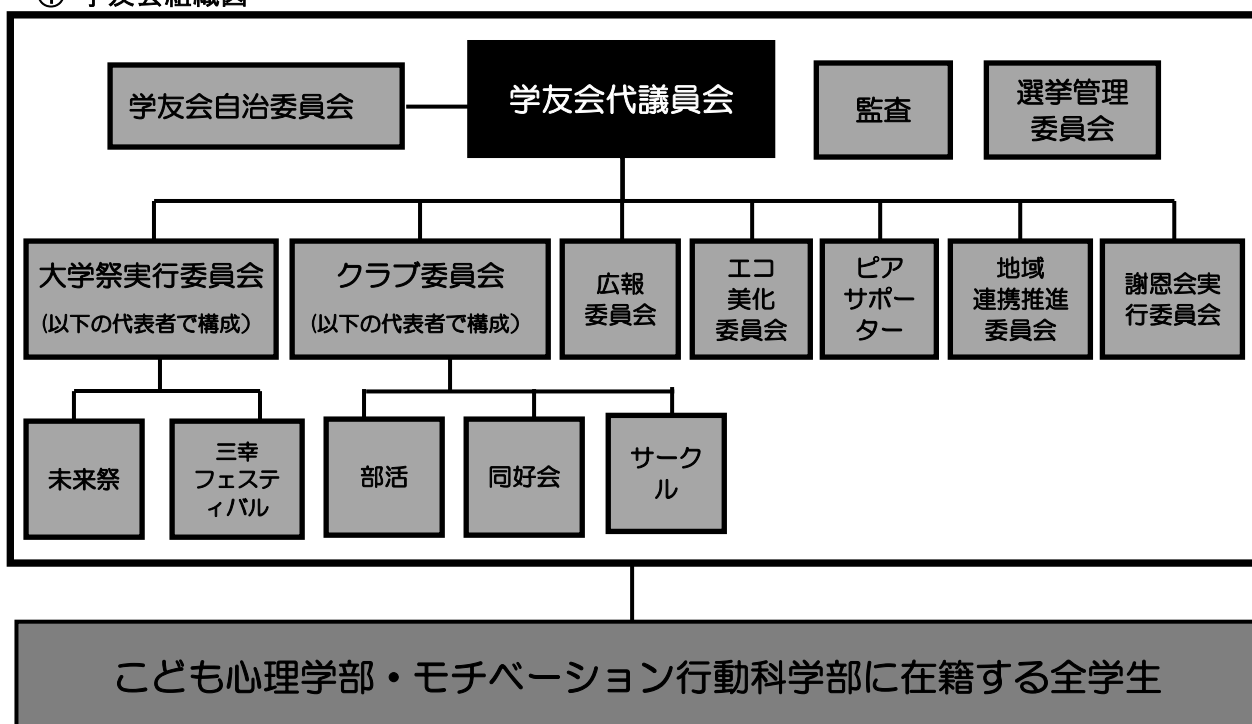 ① 学友会組織図
学友会自治委員会
学友会代議員会
監査
選挙管理
委員会
大学祭実行委員会
(以下の代表者で構成)
クラブ委員会
(以下の代表者で構成)
広報
委員会
エコ
美化
委員会
ピア
サポー
ター
地域
連携推進
委員会
謝恩会実
行委員会
未来祭
三幸
フェステ
ィバル
部活
同好会
サーク
ル
こども心理学部・モチベーション行動科学部に在籍する全学生